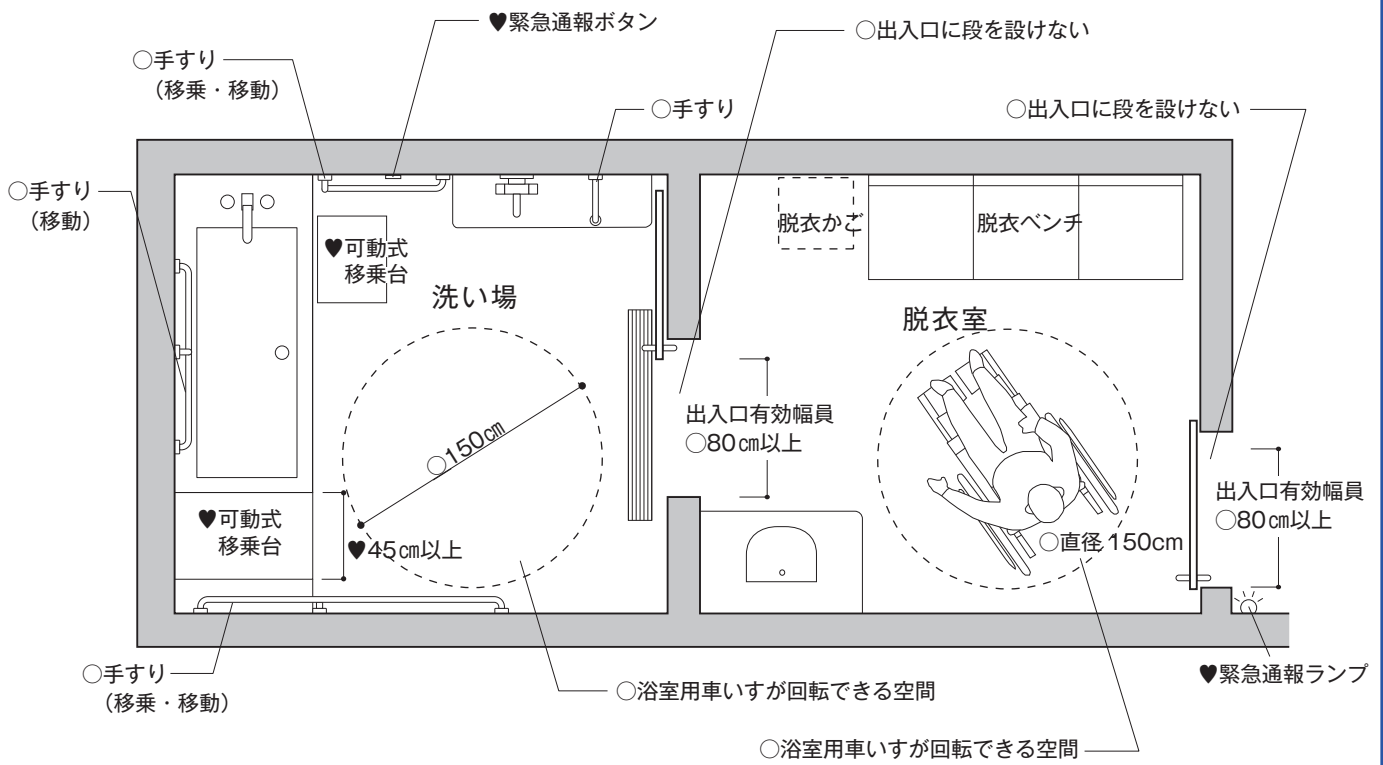 ♥緊急通報ボタン
○出入口に段を設けない
○手すり
（移乗・移動）
○手すり
○出入口に段を設けない
○手すり
（移動）
脱衣かご
脱衣ベンチ
♥可動式
移乗台
洗い場
脱衣室
出入口有効幅員
○80㎝以上
○150㎝
出入口有効幅員
○80㎝以上
♥可動式
移乗台
♥45㎝以上
○直径 150cm
○手すり
（移乗・移動）
○浴室用車いすが回転できる空間
♥緊急通報ランプ
○浴室用車いすが回転できる空間